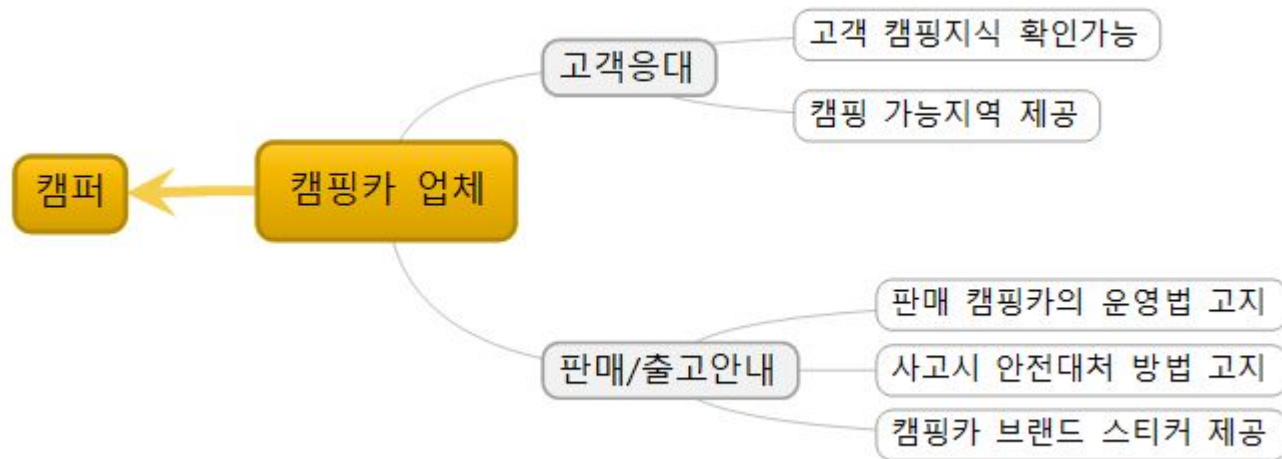 고객 캠핑지식 확인가능
고객응대
캠핑 가능지역 제공
캠퍼
캠핑카 업체
판매 캠핑카의 운영법 고지
판매/출고안내
사고시 안전대처 방법 고지
캠핑카 브랜드 스티커 제공